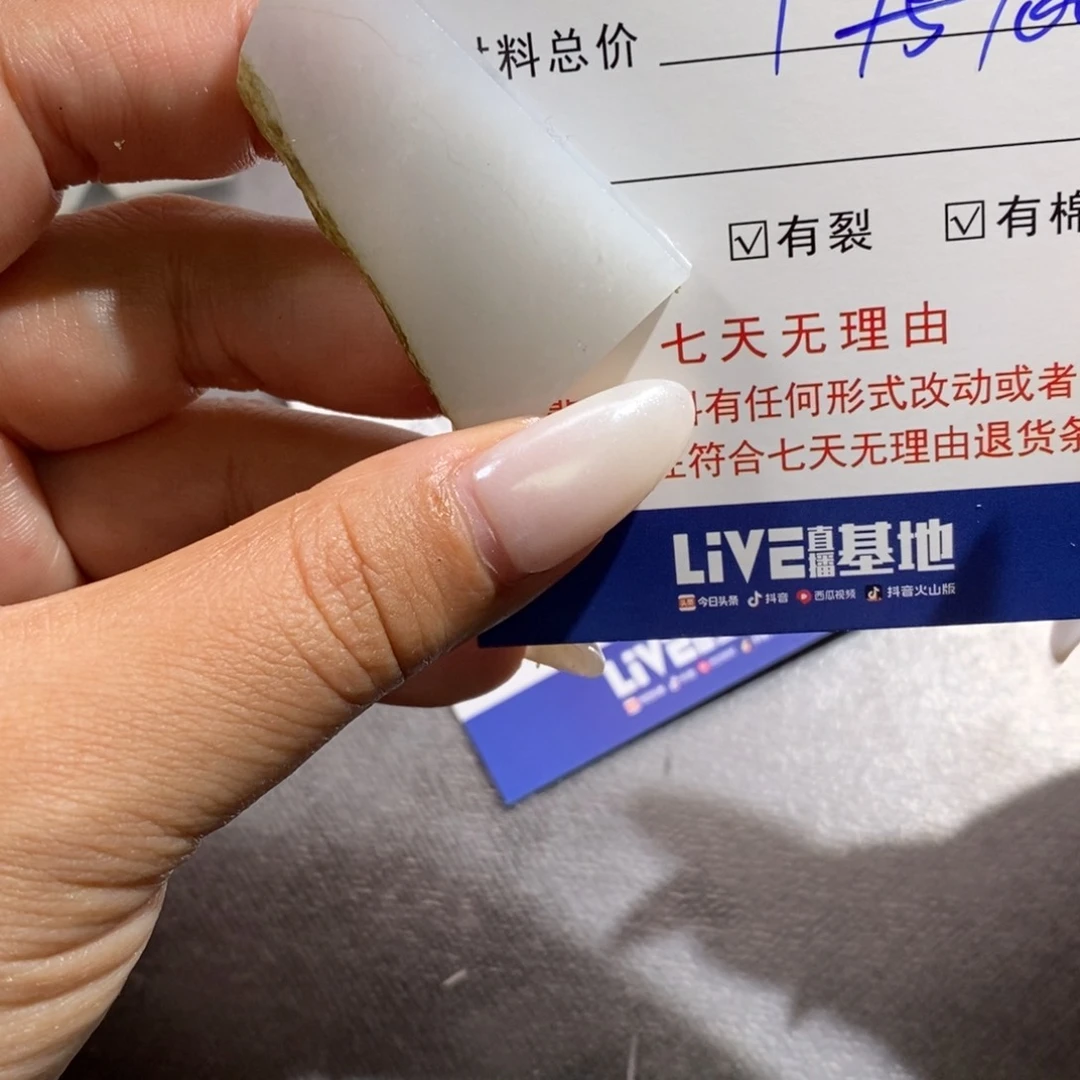 料总价
☑有裂 ☑有棉
七天无理由
有任何形式改动或者
符合七天无理由退货条
LiVE直播基地
今日头条 抖音 西瓜视频 抖音火山版
LiVE